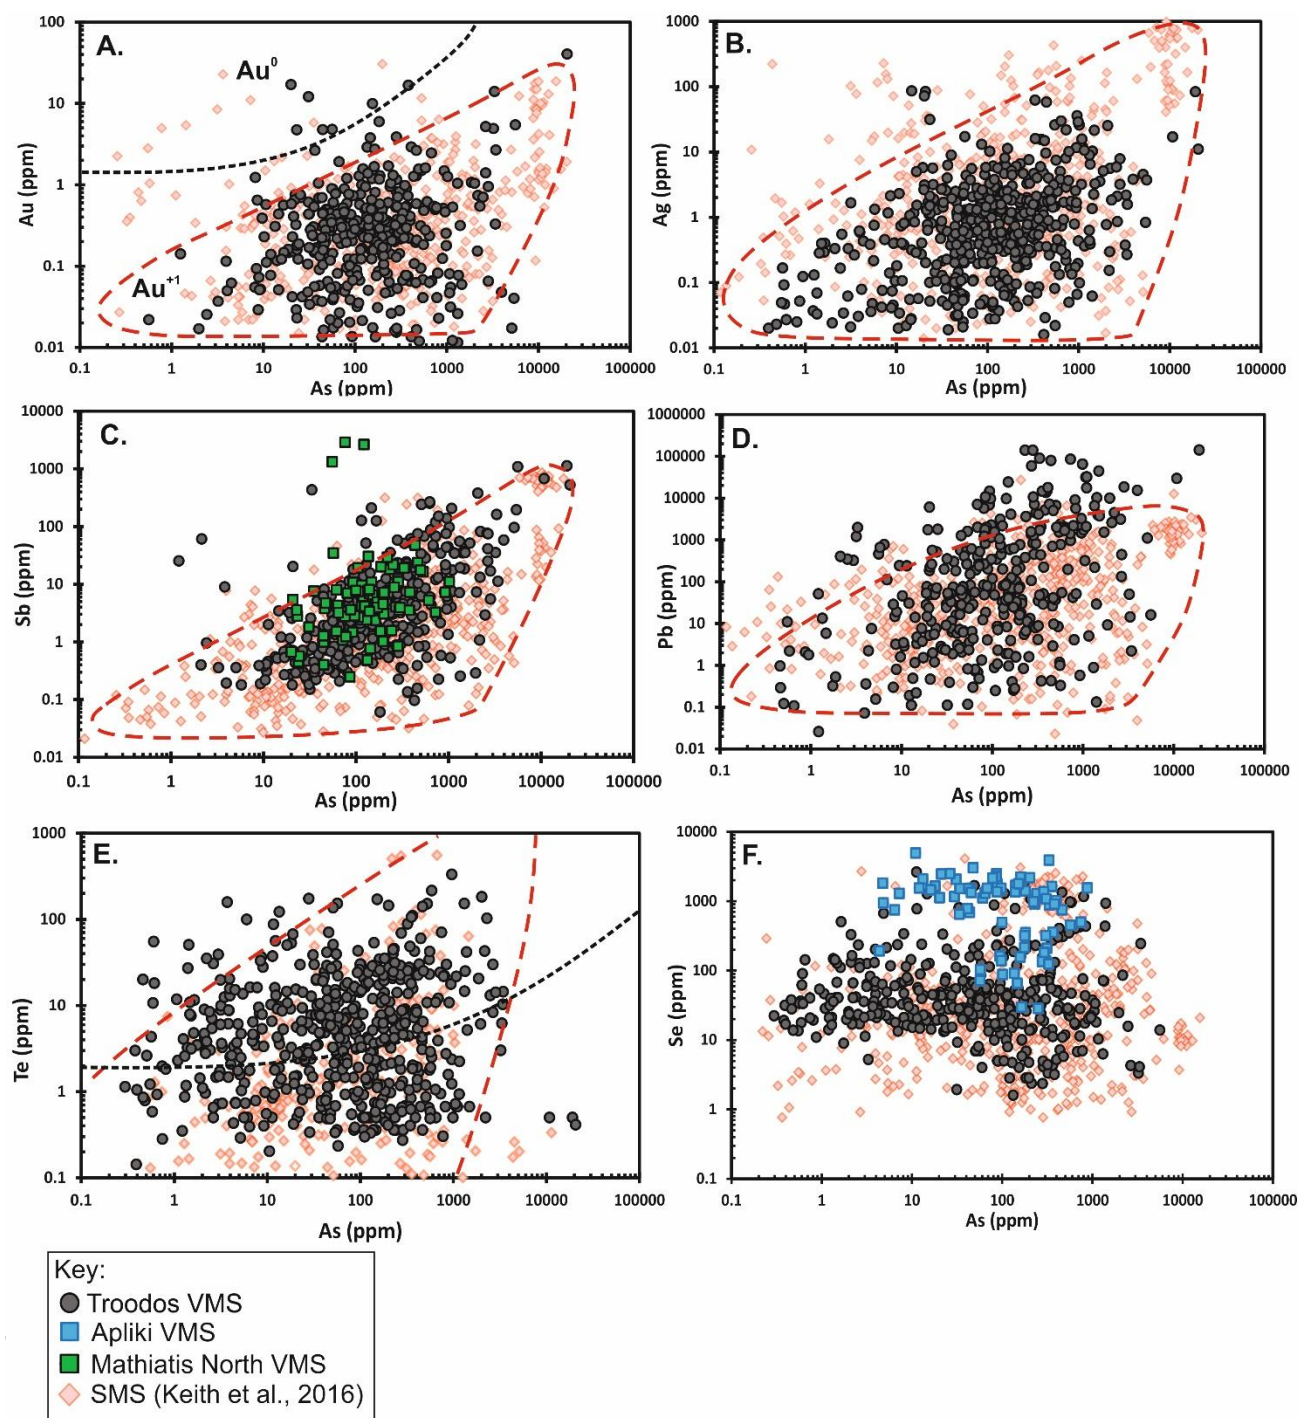 A.
Au⁰
Au⁺¹
100
10
1
0.1
0.01
Au (ppm)
0.1 1 10 100 1000 10000 100000
As (ppm)
B.
1000
100
10
1
0.1
0.01
Ag (ppm)
0.1 1 10 100 1000 10000 100000
As (ppm)
C.
10000
1000
100
10
1
0.1
0.01
Sb (ppm)
0.1 1 10 100 1000 10000 100000
As (ppm)
D.
1000000
100000
10000
1000
100
10
1
0.1
0.01
Pb (ppm)
0.1 1 10 100 1000 10000 100000
As (ppm)
E.
1000
100
10
1
0.1
Te (ppm)
0.1 1 10 100 1000 10000 100000
As (ppm)
F.
10000
1000
100
10
1
0.1
Se (ppm)
0.1 1 10 100 1000 10000 100000
As (ppm)
Key:
Troodos VMS
Apliki VMS
Mathiatis North VMS
SMS (Keith et al., 2016)